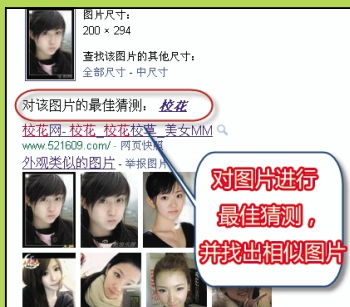 图片尺寸:
200 × 294
查找该图片的其他尺寸:
全部尺寸 - 中尺寸
对该图片的最佳猜测: 校花
校花网- 校花_校花校草_美女MM
www.521609.com/ - 网页快照
外观类似的图片 - 举报图片
对图片进行
最佳猜测，
并找出相似图片